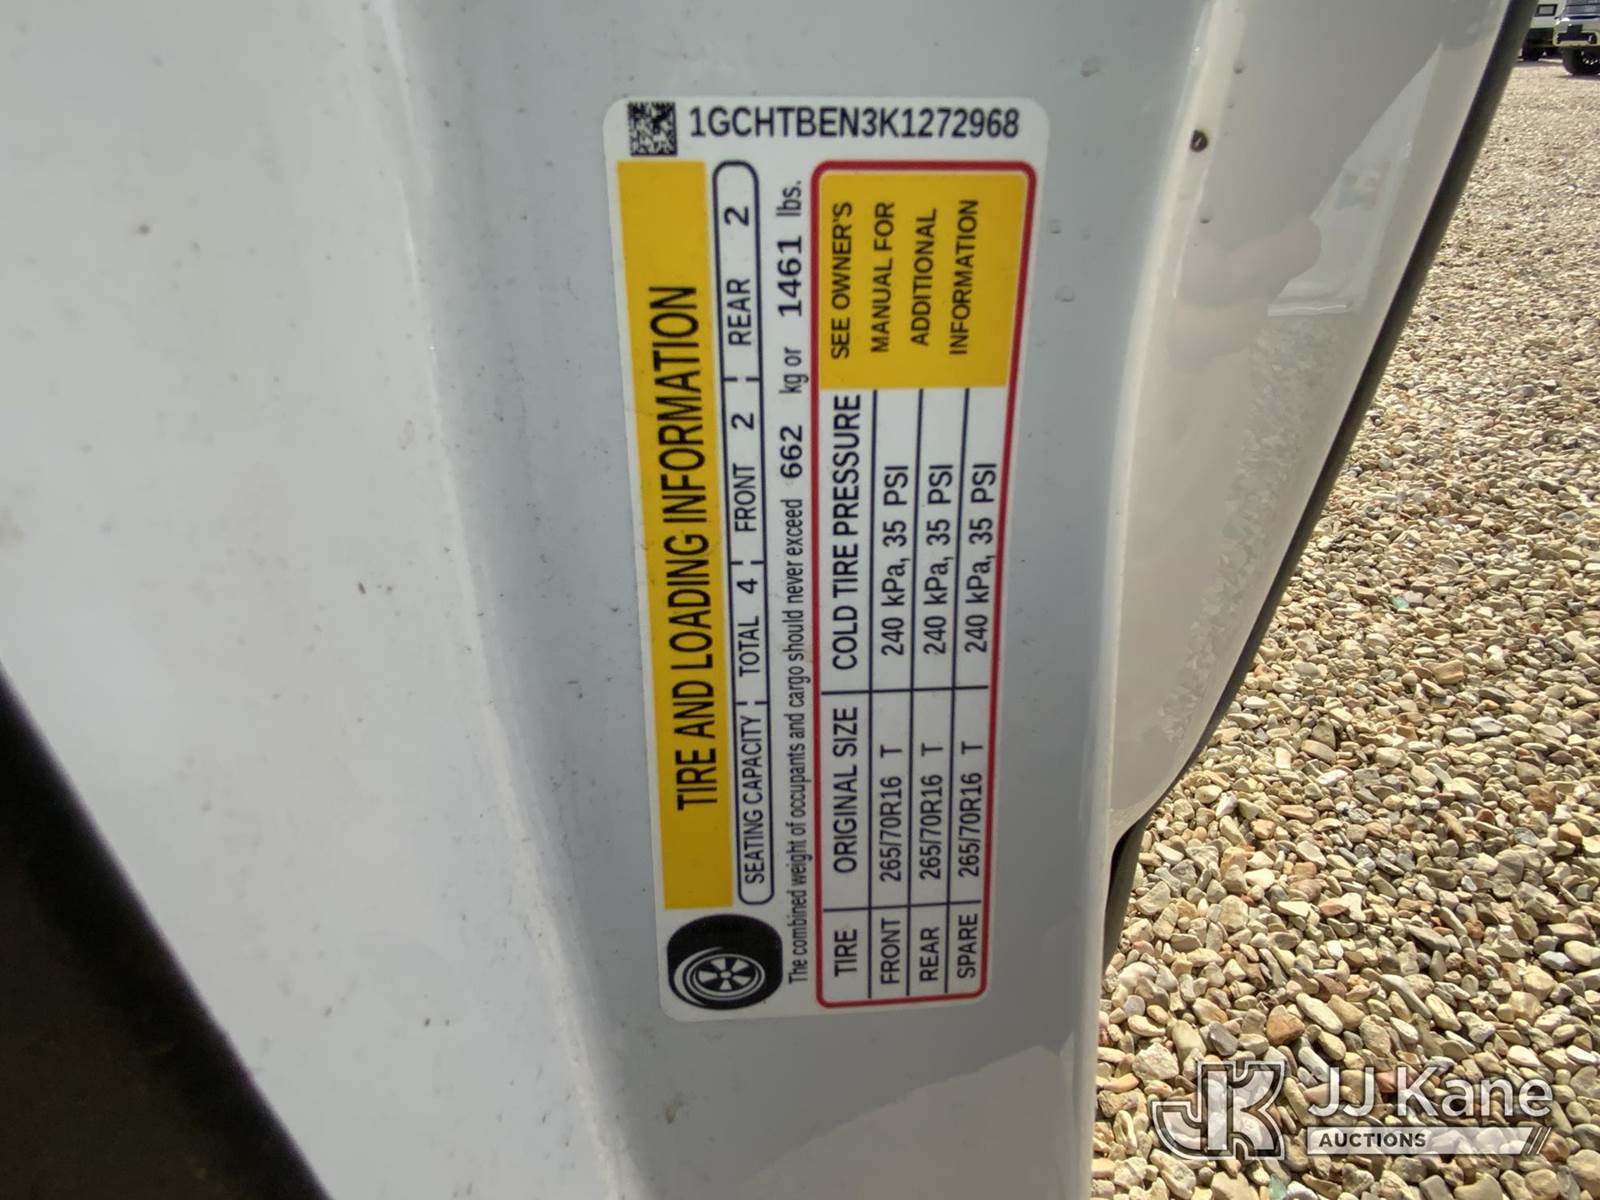 1GCHTBEN3K1272968
TIRE AND LOADING INFORMATION
SEATING CAPACITY TOTAL 4 FRONT 2 REAR 2
The combined weight of occupants and cargo should never exceed 662 kg or 1461 lbs.
TIRE ORIGINAL SIZE COLD TIRE PRESSURE
FRONT 265/70R16 T 240 kPa, 35 PSI
REAR 265/70R16 T 240 kPa, 35 PSI
SPARE 265/70R16 T 240 kPa, 35 PSI
SEE OWNER'S
MANUAL FOR
ADDITIONAL
INFORMATION
JK JJ Kane
AUCTIONS